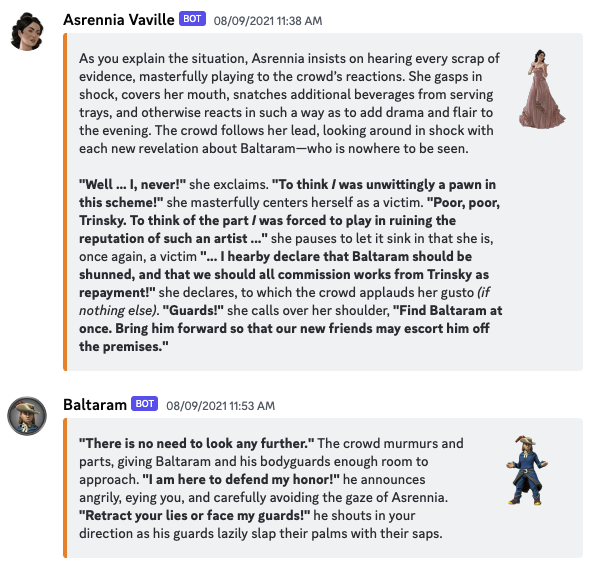 Asrennia Vaville BOT 08/09/2021 11:38 AM
As you explain the situation, Asrennia insists on hearing every scrap of
evidence, masterfully playing to the crowd's reactions. She gasps in
shock, covers her mouth, snatches additional beverages from serving
trays, and otherwise reacts in such a way as to add drama and flair to
the evening. The crowd follows her lead, looking around in shock with
each new revelation about Baltaram—who is nowhere to be seen.
"Well ... I, never!" she exclaims. "To think I was unwittingly a pawn in
this scheme!" she masterfully centers herself as a victim. "Poor, poor,
Trinsky. To think of the part I was forced to play in ruining the
reputation of such an artist ..." she pauses to let it sink in that she is,
once again, a victim "... I hearby declare that Baltaram should be
shunned, and that we should all commission works from Trinsky as
repayment!" she declares, to which the crowd applauds her gusto (if
nothing else). "Guards!" she calls over her shoulder, "Find Baltaram at
once. Bring him forward so that our new friends may escort him off
the premises."
Baltaram BOT 08/09/2021 11:53 AM
"There is no need to look any further." The crowd murmurs and
parts, giving Baltaram and his bodyguards enough room to
approach. "I am here to defend my honor!" he announces
angrily, eying you, and carefully avoiding the gaze of Asrennia.
"Retract your lies or face my guards!" he shouts in your
direction as his guards lazily slap their palms with their saps.